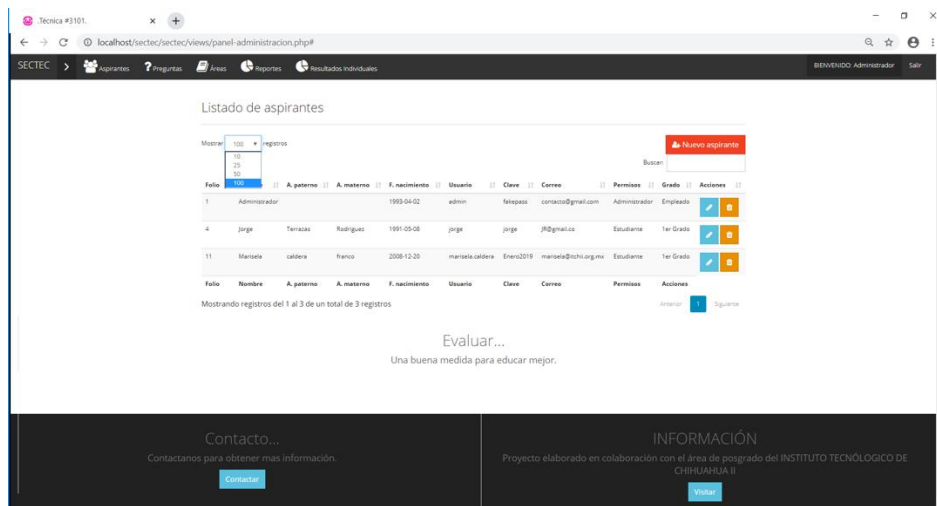 .Tecnica #3101.
localhost/sectec/sectec/views/panel-administracion.php#
SECTEC > Aspirantes ? Preguntas Áreas Reportes Resultados Individuales BIENVENIDO: Administrador Salir
Listado de aspirantes
Mostrar 100 registros Nuevo aspirante
10
25
50
100
Buscar:
Folio A. paterno A. materno F. nacimiento Usuario Clave Correo Permisos Grado Acciones
1 Administrador 1993-04-02 admin fakepass contacto@gmail.com Administrador Empleado
4 Jorge Terrazas Rodriguez 1991-05-08 jorge jorge Jfl@gmail.co Estudiante 1er Grado
11 Marisela caldera franco 2008-12-20 marisela.caldera Enero2019 marisela@itchii.org.mx Estudiante 1er Grado
Folio Nombre A. paterno A. materno F. nacimiento Usuario Clave Correo Permisos Acciones
Mostrando registros del 1 al 3 de un total de 3 registros Anterior 1 Siguiente
Evaluar...
Una buena medida para educar mejor.
Contacto...
Contactanos para obtener mas información.
Contactar
INFORMACIÓN
Proyecto elaborado en colaboración con el área de posgrado del INSTITUTO TECNÓLOGICO DE
CHIHUAHUA II
Visitar